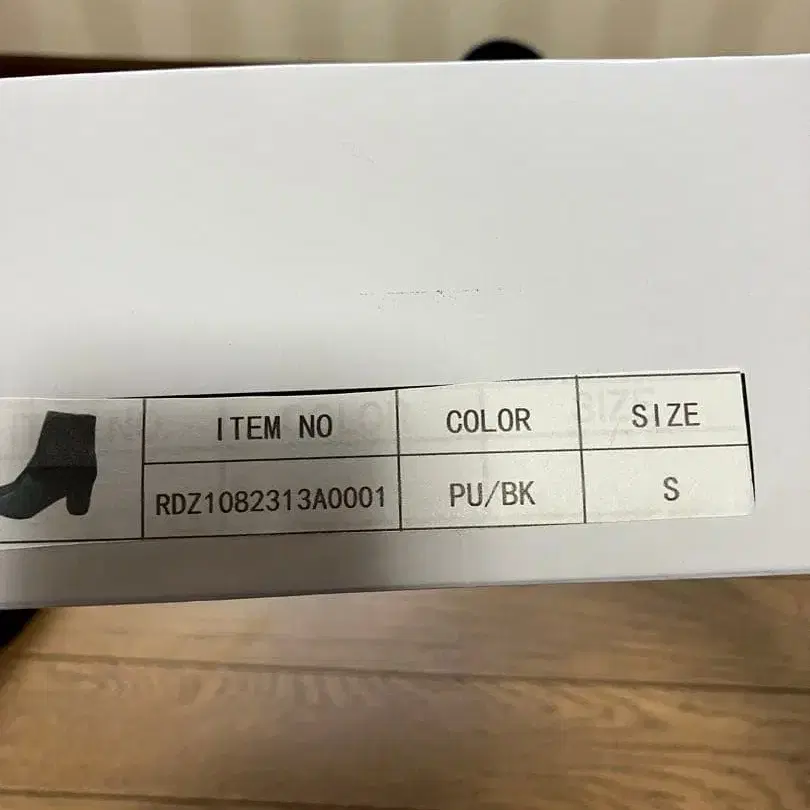 ITEM NO COLOR SIZE
RDZ1082313A0001 PU/BK S